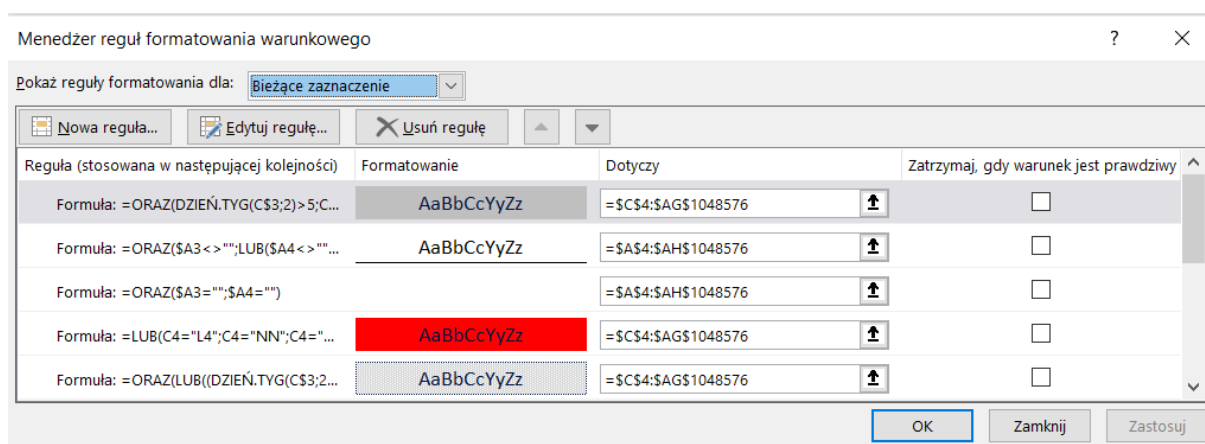 Menedżer reguł formatowania warunkowego ?
Pokaż reguły formatowania dla: Bieżące zaznaczenie
Nowa reguła... Edytuj regułę... Usuń regułę
Reguła (stosowana w następującej kolejności) Formatowanie Dotyczy Zatrzymaj, gdy warunek jest prawdziwy
Formuła: =ORAZ(DZIEŃ.TYG(C$3;2)>5;C... AaBbCcYyZz =$C$4:$AG$1048576
Formuła: =ORAZ($A3<>"";LUB($A4<>""... AaBbCcYyZz =$A$4:$AH$1048576
Formuła: =ORAZ($A3="";$A4="") =$A$4:$AH$1048576
Formuła: =LUB(C4="L4";C4="NN";C4="... AaBbCcYyZz =$C$4:$AG$1048576
Formuła: =ORAZ(LUB((DZIEŃ.TYG(C$3;2... AaBbCcYyZz =$C$4:$AG$1048576
OK Zamknij Zastosuj